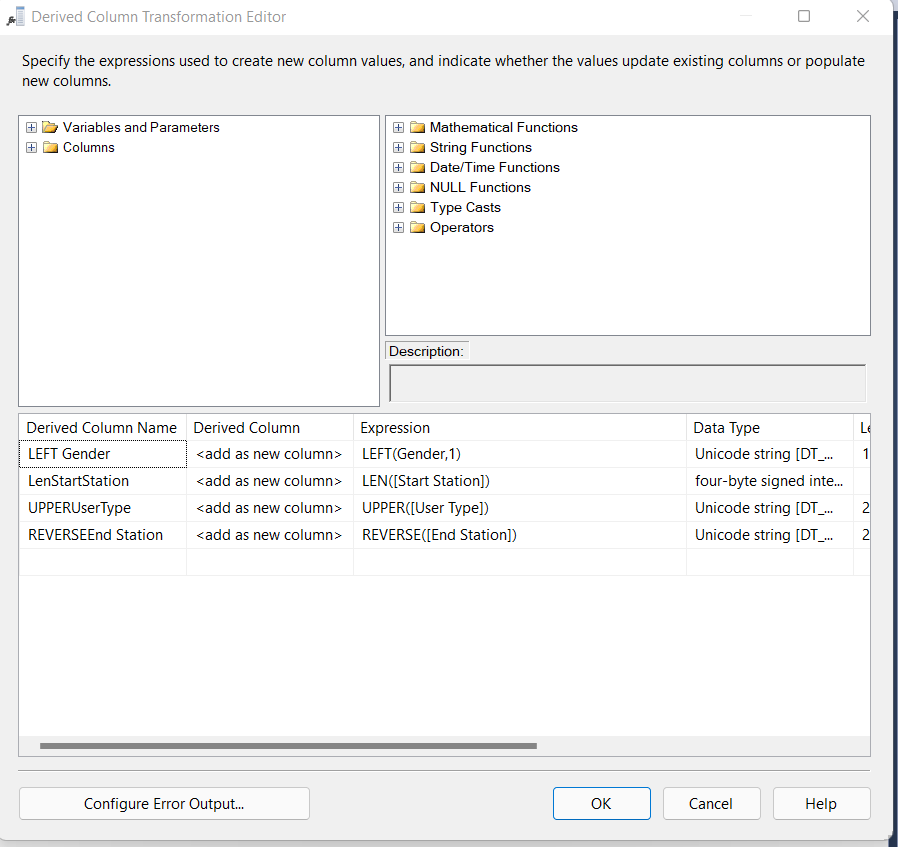 Derived Column Transformation Editor
Specify the expressions used to create new column values, and indicate whether the values update existing columns or populate
new columns.
Variables and Parameters
Columns
Mathematical Functions
String Functions
Date/Time Functions
NULL Functions
Type Casts
Operators
Description:
Derived Column Name Derived Column Expression Data Type Le
LEFT Gender <add as new column> LEFT(Gender,1) Unicode string [DT_... 1
LenStartStation <add as new column> LEN([Start Station]) four-byte signed inte...
UPPERUserType <add as new column> UPPER([User Type]) Unicode string [DT_... 2
REVERSEEnd Station <add as new column> REVERSE([End Station]) Unicode string [DT_... 2
Configure Error Output... OK Cancel Help